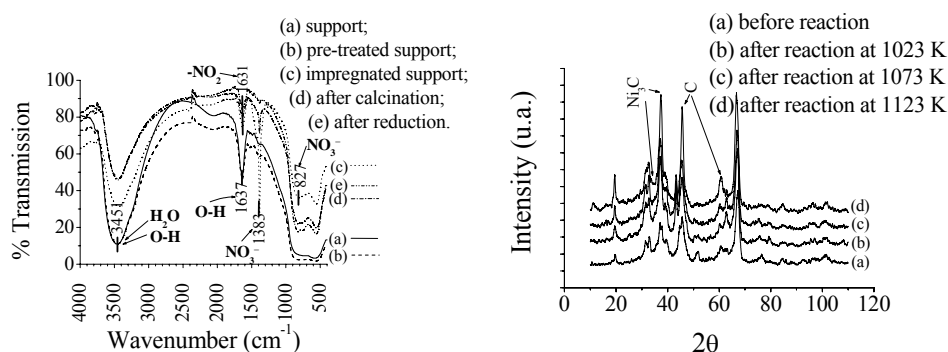 (a) support;
(b) pre-treated support;
(c) impregnated support;
(d) after calcination;
(e) after reduction.
% Transmission
100
80
60
40
20
0
-NO2
1631
NO3⁻
827
(c)
(e)
(d)
(a)
(b)
3451
H2O
O-H
O-H
1637
NO3⁻
1383
4000
3500
3000
2500
2000
1500
1000
500
Wavenumber (cm⁻¹)
(a) before reaction
(b) after reaction at 1023 K
(c) after reaction at 1073 K
(d) after reaction at 1123 K
Intensity (u.a.)
Ni3C
C
(d)
(c)
(b)
(a)
0 20 40 60 80 100 120
2θ